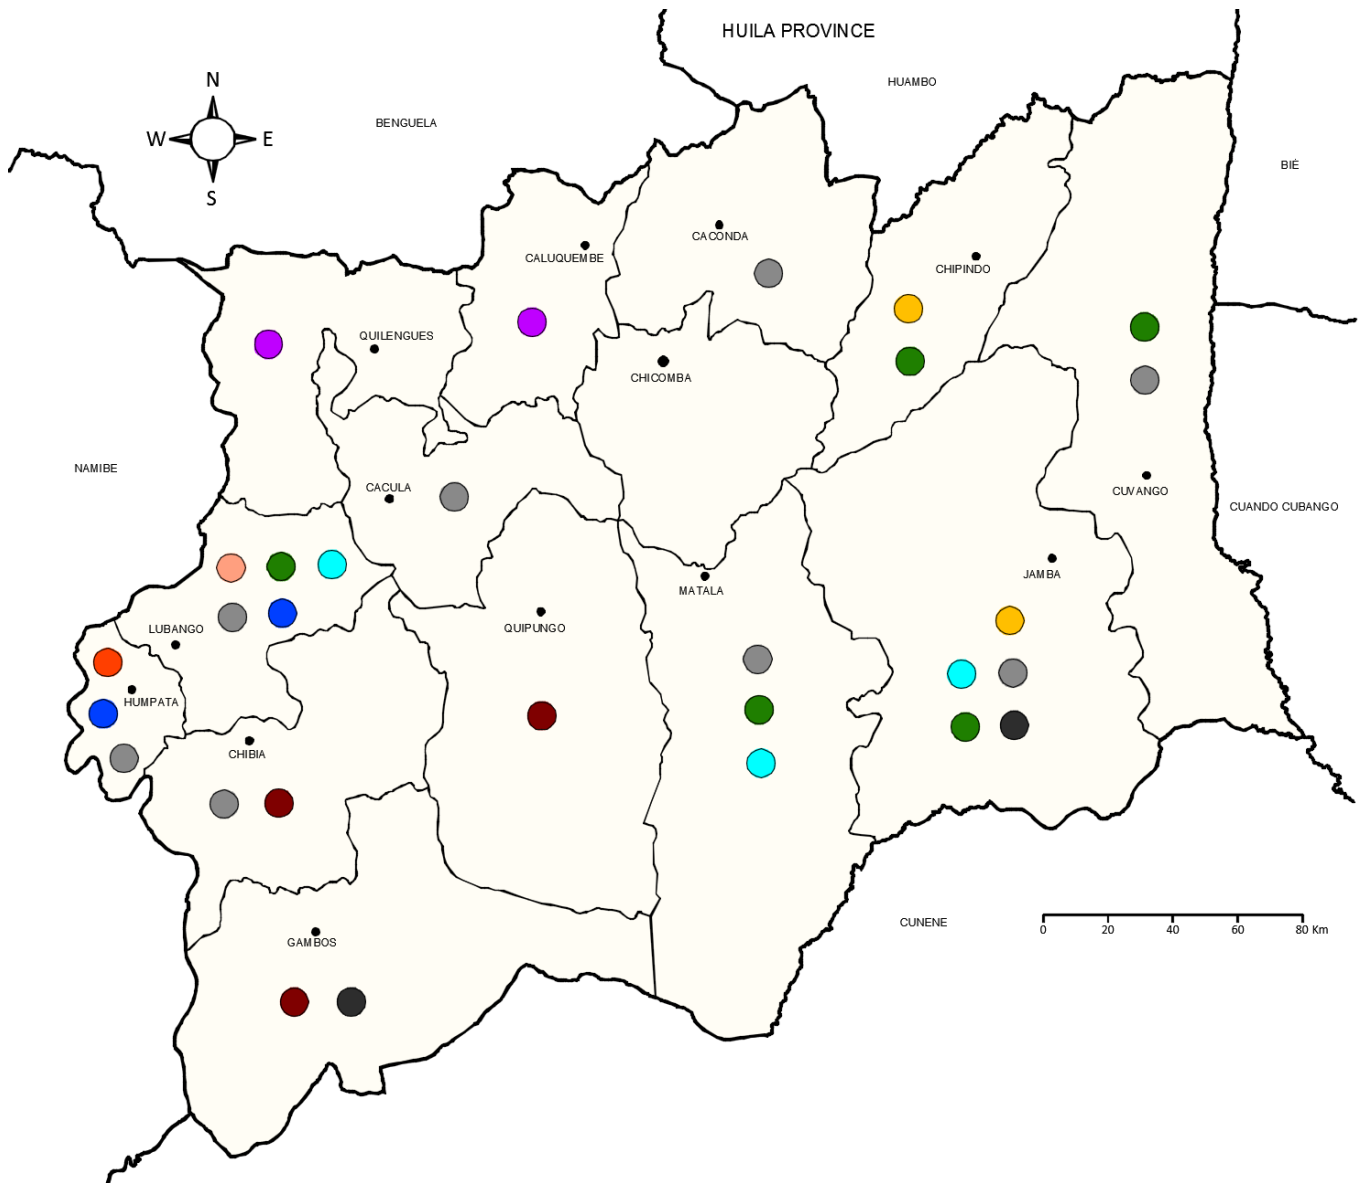 HUILA PROVINCE
HUAMBO
N
BENGUELA
W
E
BIÉ
S
CACONDA
CALUQUEMBE
CHIPINDO
QUILENGUES
CHICOMBA
NAMIBE
CACULA
CUVANGO
CUANDO CUBANGO
JAMBA
MATALA
LUBANGO
QUIPUNGO
HUMPATA
CHIBIA
CUNENE
0 20 40 60 80 Km
GAMBOS